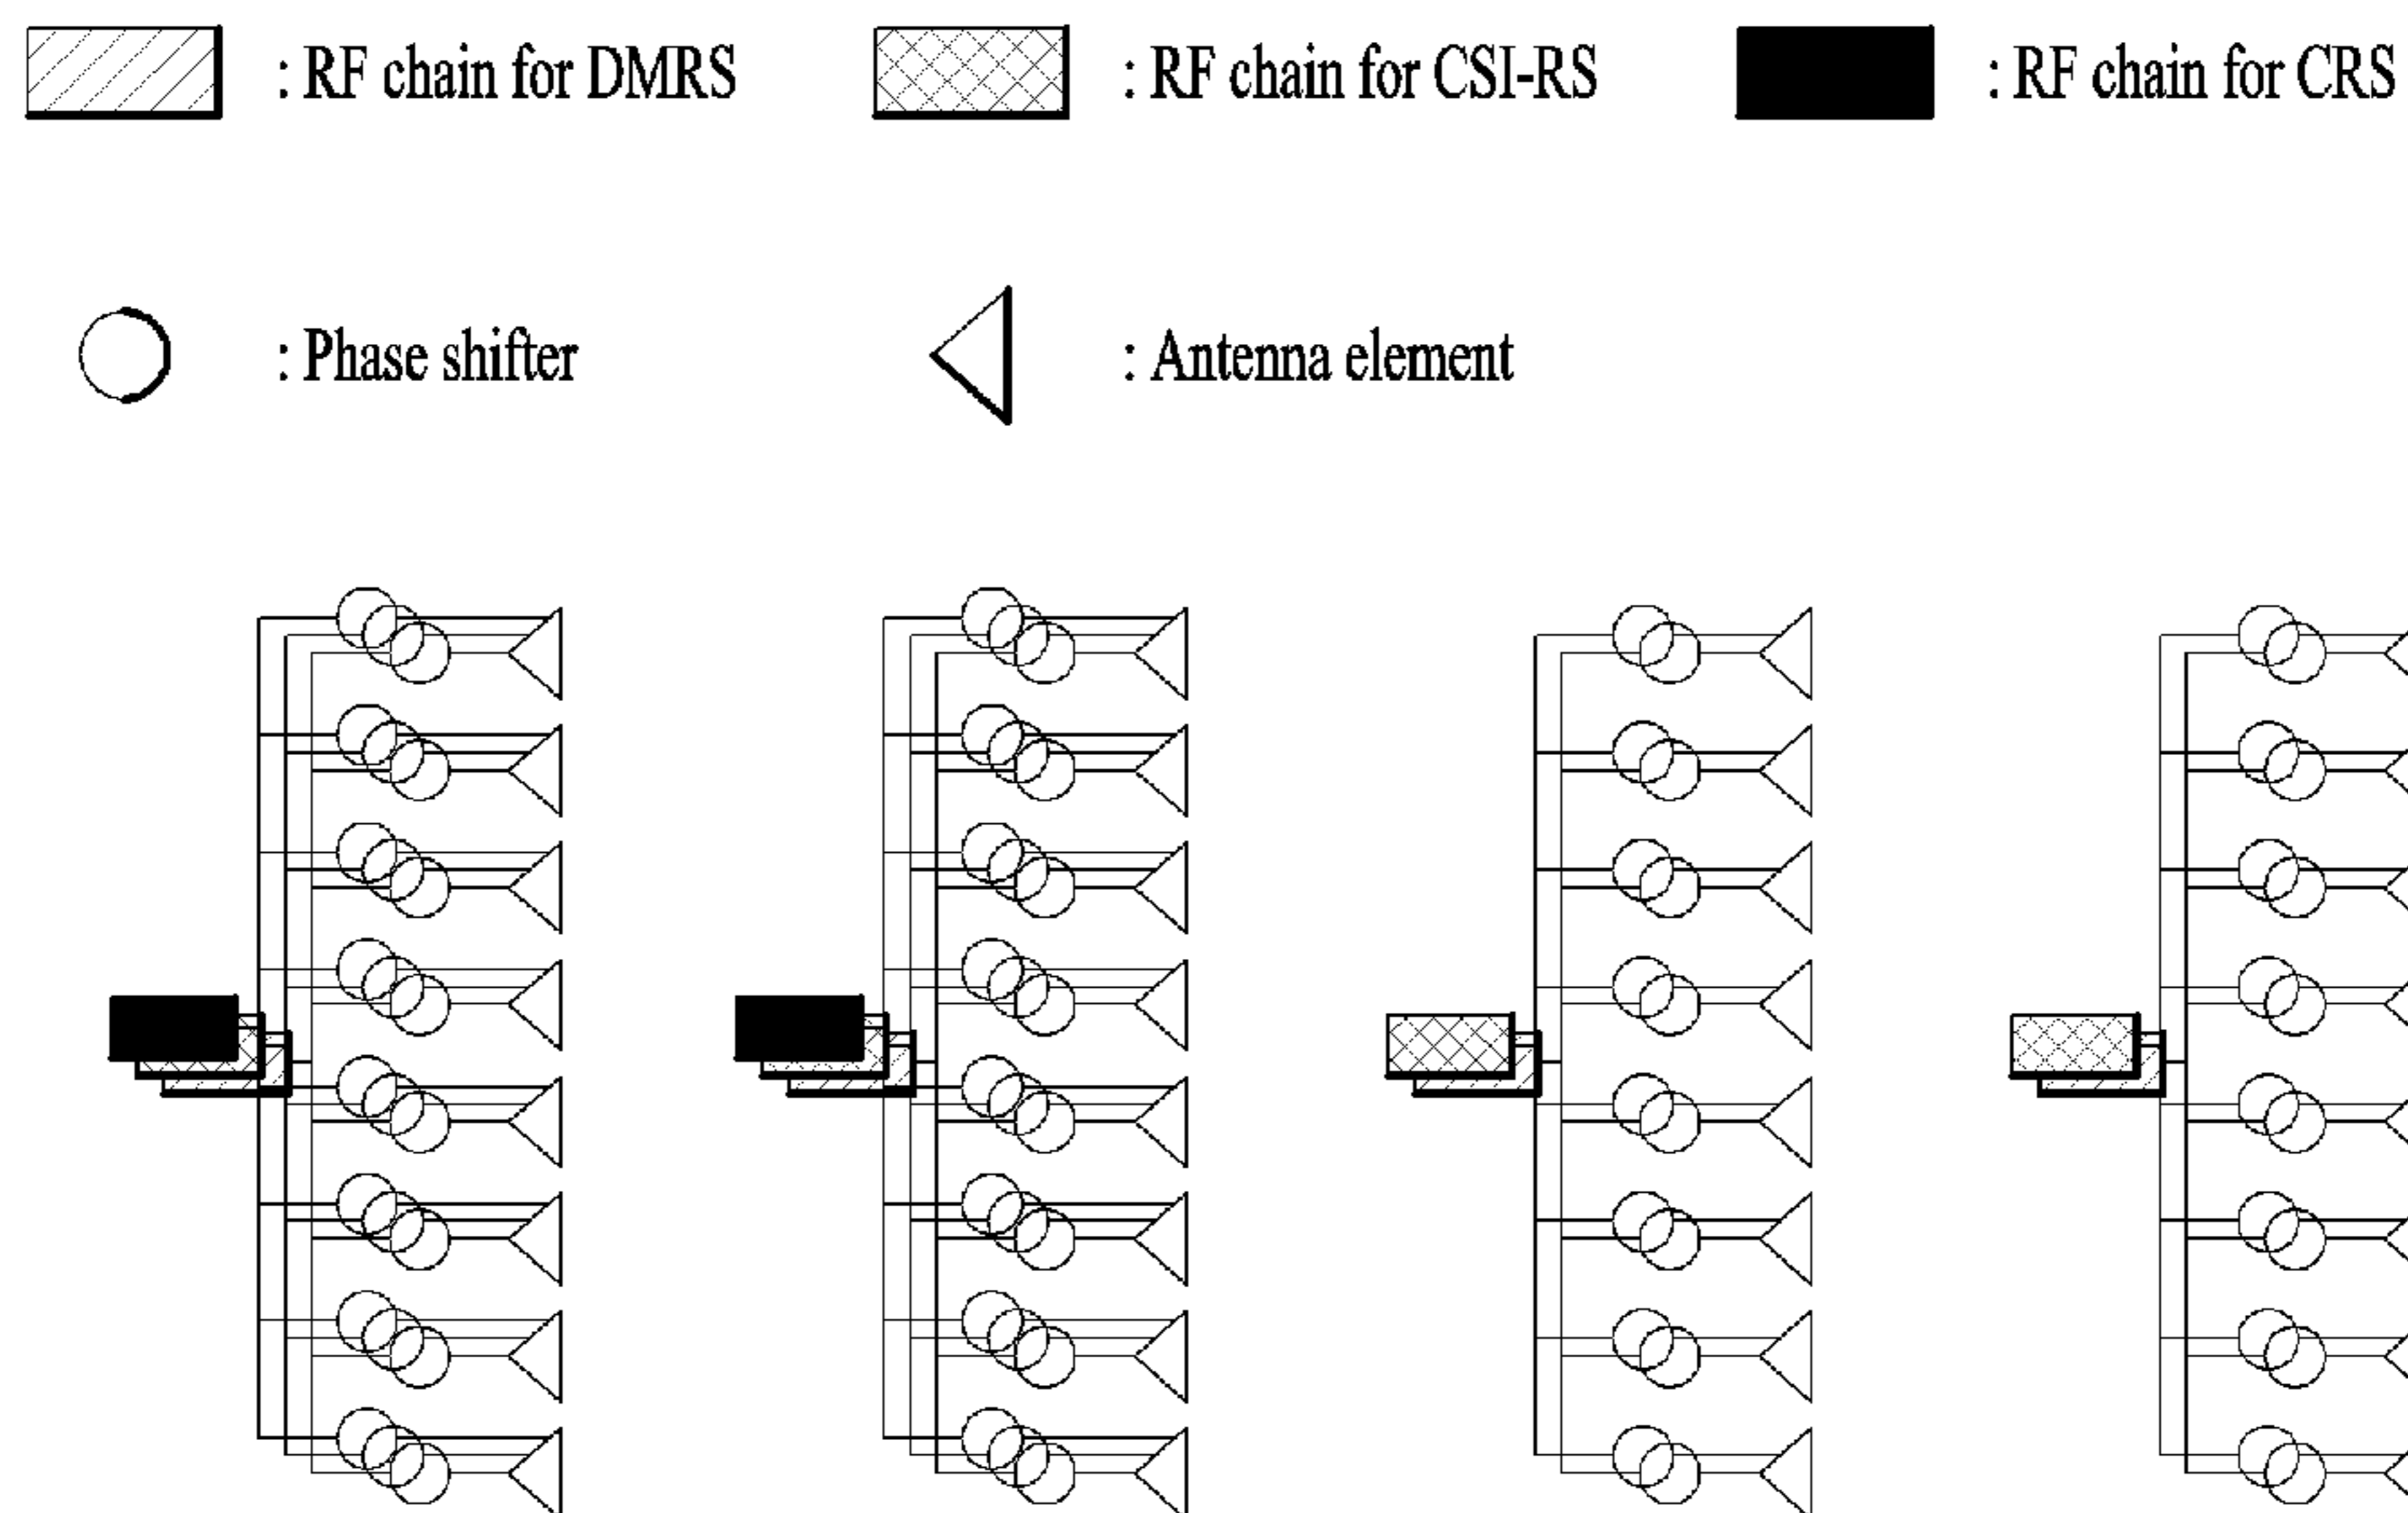 : RF chain for DMRS : RF chain for CSI-RS : RF chain for CRS
: Phase shifter : Antenna element